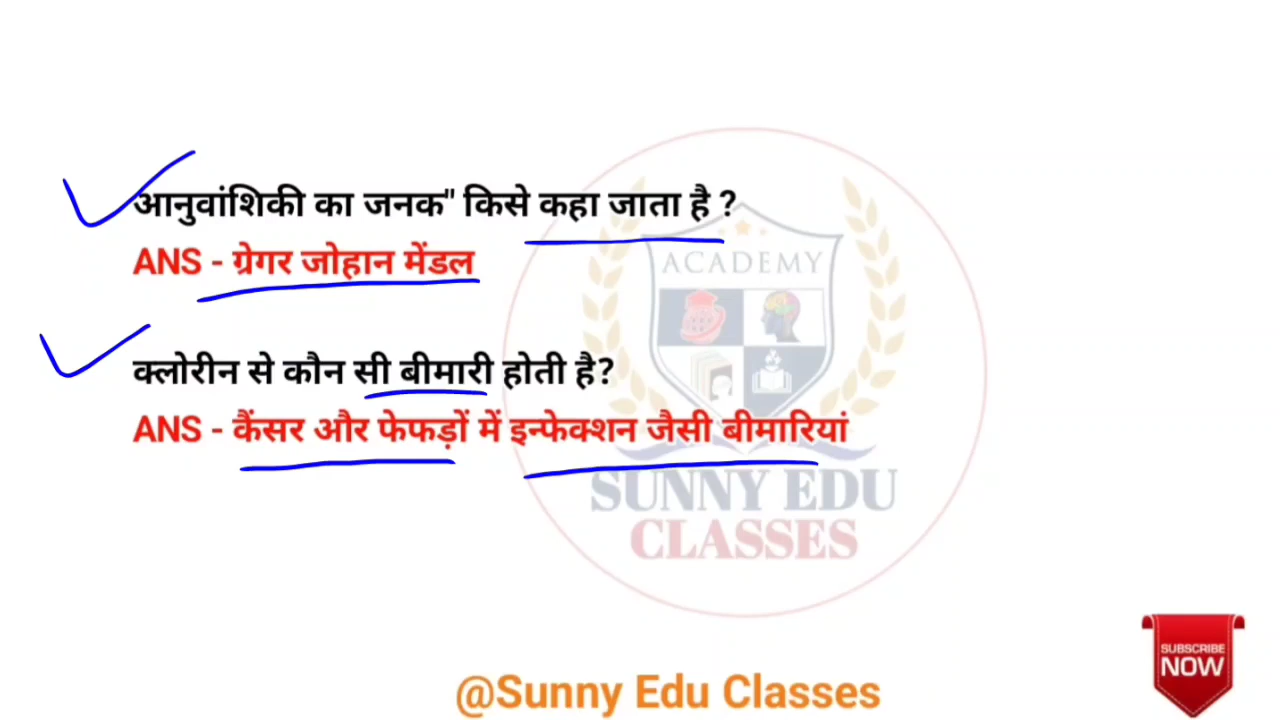 आनुवांशिकी का जनक" किसे कहा जाता है ?
ANS - ग्रेगर जोहान मेंडल
क्लोरीन से कौन सी बीमारी होती है?
ANS - कैंसर और फेफड़ों में इन्फेक्शन जैसी बीमारियां
ACADEMY
SUNNY EDU
CLASSES
SUBSCRIBE
NOW
@Sunny Edu Classes